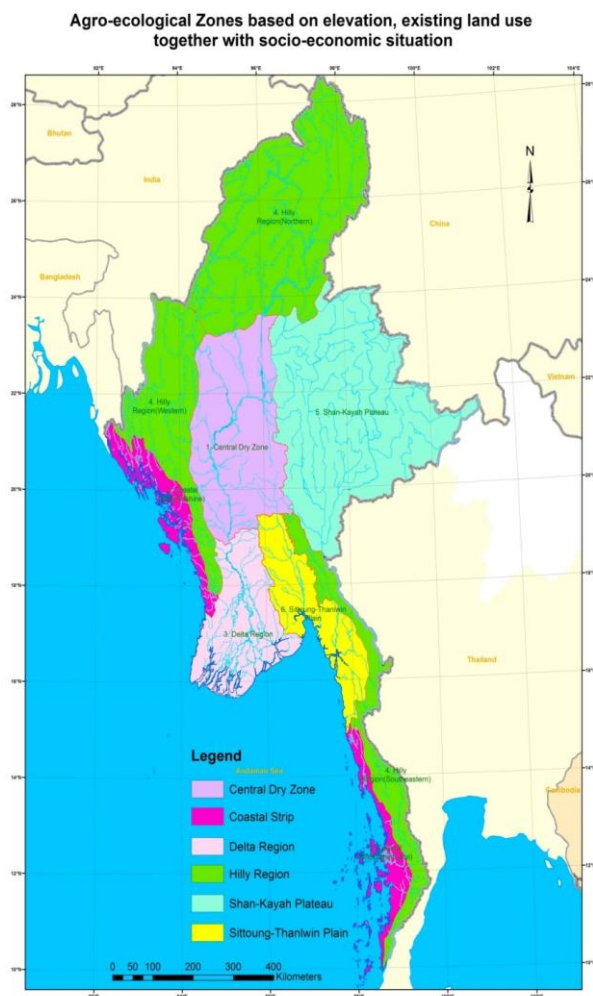 Agro-ecological Zones based on elevation, existing land use
together with socio-economic situation
N
Bhutan
India
China
Bangladesh
Vietnam
4. Hilly
Region(Northern)
4. Hilly
Region(Western)
5. Shan-Kayah Plateau
1. Central Dry Zone
6. Sittoung-Thanlwin
Plain
3. Delta Region
Thailand
4. Hilly
Region(Southeastern)
Cambodia
Andaman Sea
Legend
Central Dry Zone
Coastal Strip
Delta Region
Hilly Region
Shan-Kayah Plateau
Sittoung-Thanlwin Plain
0 50 100 200 300 400
Kilometers